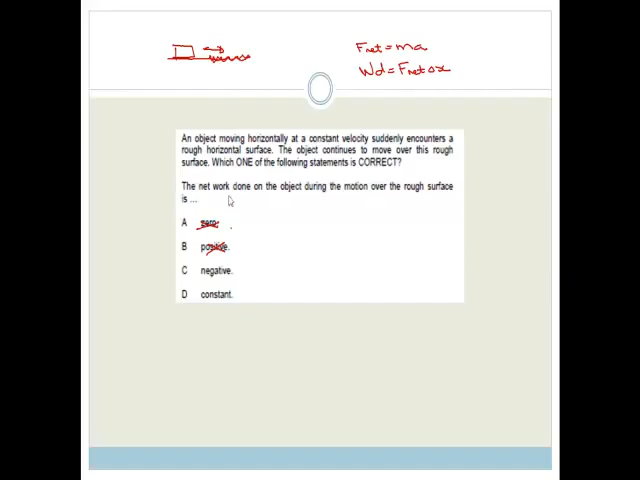 Fnet = ma
Wd = Fnet Δx
An object moving horizontally at a constant velocity suddenly encounters a
rough horizontal surface. The object continues to move over this rough
surface. Which ONE of the following statements is CORRECT?
The net work done on the object during the motion over the rough surface
is ...
A zero.
B positive.
C negative.
D constant.